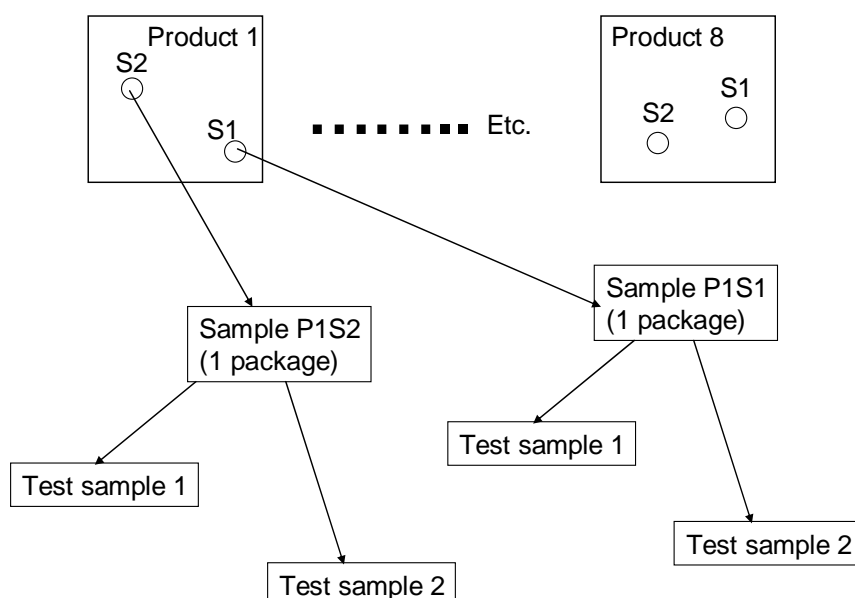 Product 1
S2
S1
Etc.
Product 8
S1
S2
Sample P1S2
(1 package)
Sample P1S1
(1 package)
Test sample 1
Test sample 2
Test sample 1
Test sample 2